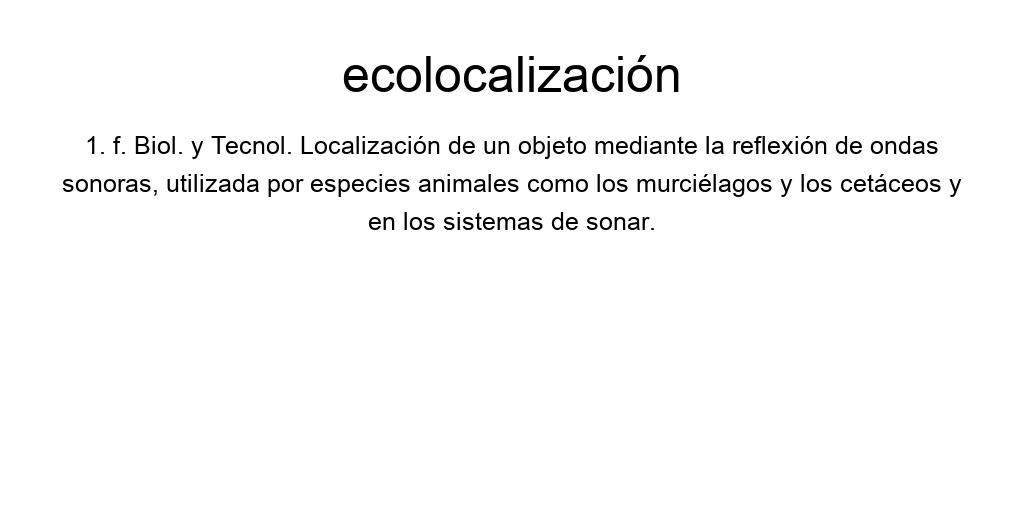 ecolocalización
1. f. Biol. y Tecnol. Localización de un objeto mediante la reflexión de ondas
sonoras, utilizada por especies animales como los murciélagos y los cetáceos y
en los sistemas de sonar.